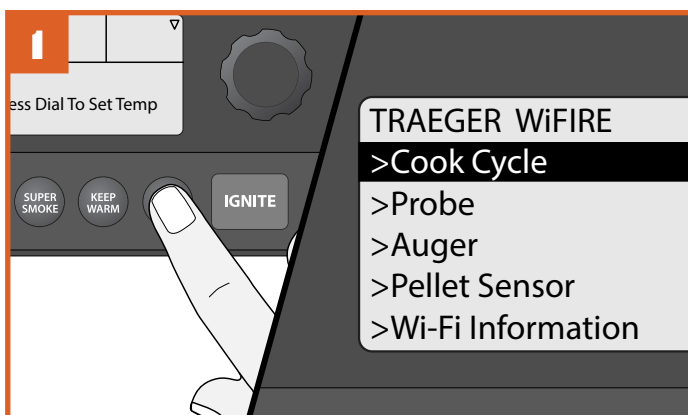 1
ess Dial To Set Temp
SUPER
SMOKE
KEEP
WARM
IGNITE
TRAEGER WiFIRE
>Cook Cycle
>Probe
>Auger
>Pellet Sensor
>Wi-Fi Information